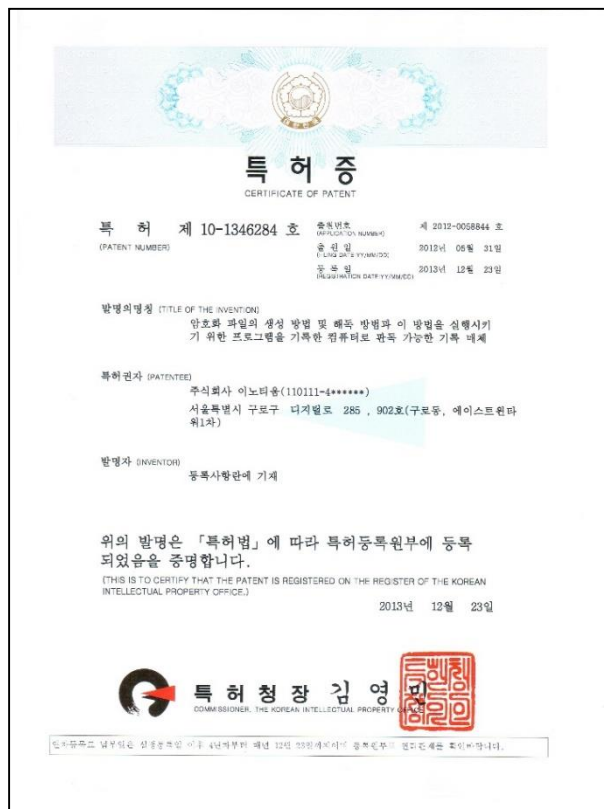 특허증
CERTIFICATE OF PATENT
특 허 제 10-1346284 호
(PATENT NUMBER)
출원번호 제 2012-0058844 호
(APPLICATION NUMBER)
출 원 일 2012년 05월 31일
(FILING DATE:YY/MM/DD)
등 록 일 2013년 12월 23일
(REGISTRATION DATE:YY/MM/DD)
발명의명칭 (TITLE OF THE INVENTION)
암호화 파일의 생성 방법 및 해독 방법과 이 방법을 실행시키
기 위한 프로그램을 기록한 컴퓨터로 판독 가능한 기록 매체
특허권자 (PATENTEE)
주식회사 이노티움(110111-4******)
서울특별시 구로구 디지털로 285 , 902호(구로동, 에이스트윈타
워1차)
발명자 (INVENTOR)
등록사항란에 기재
위의 발명은 「특허법」에 따라 특허등록원부에 등록
되었음을 증명합니다.
(THIS IS TO CERTIFY THAT THE PATENT IS REGISTERED ON THE REGISTER OF THE KOREAN
INTELLECTUAL PROPERTY OFFICE.)
2013년 12월 23일
특허청장 김영민
COMMISSIONER, THE KOREAN INTELLECTUAL PROPERTY OFFICE